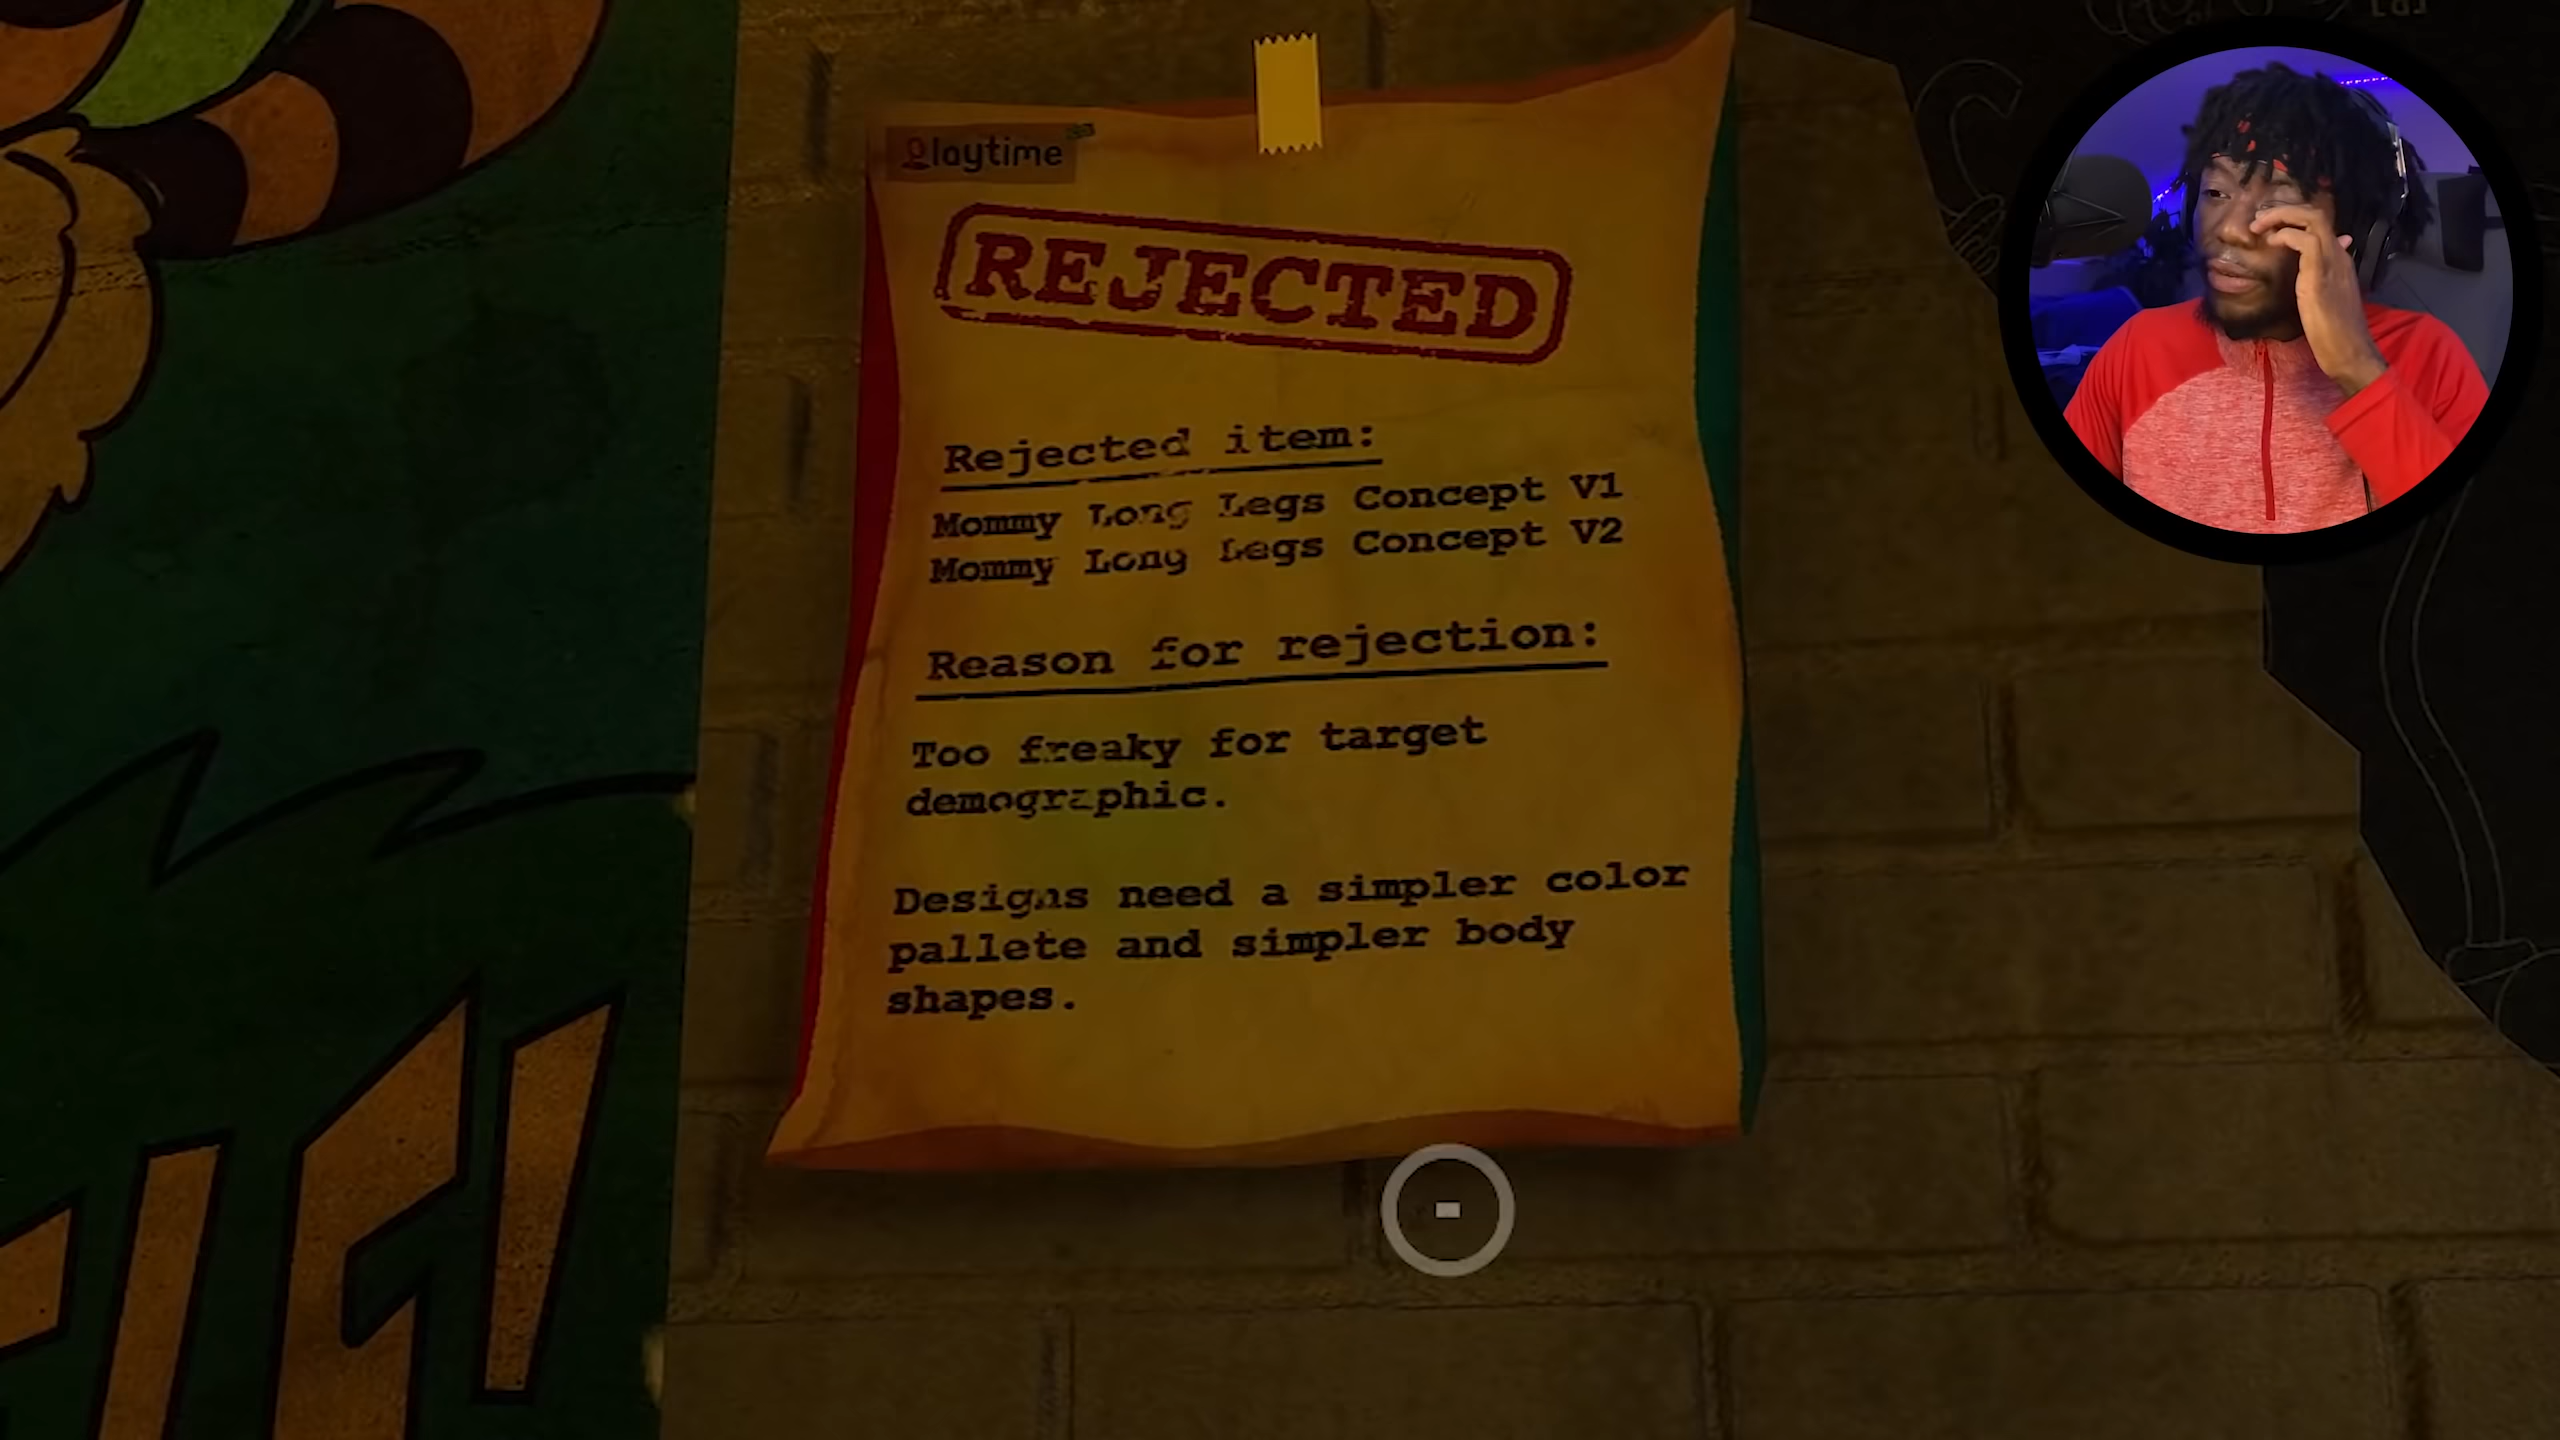 Playtime
REJECTED
Rejected item:
Mommy Long Legs Concept V1
Mommy Long Legs Concept V2
Reason for rejection:
Too freaky for target
demographic.
Designs need a simpler color
pallete and simpler body
shapes.